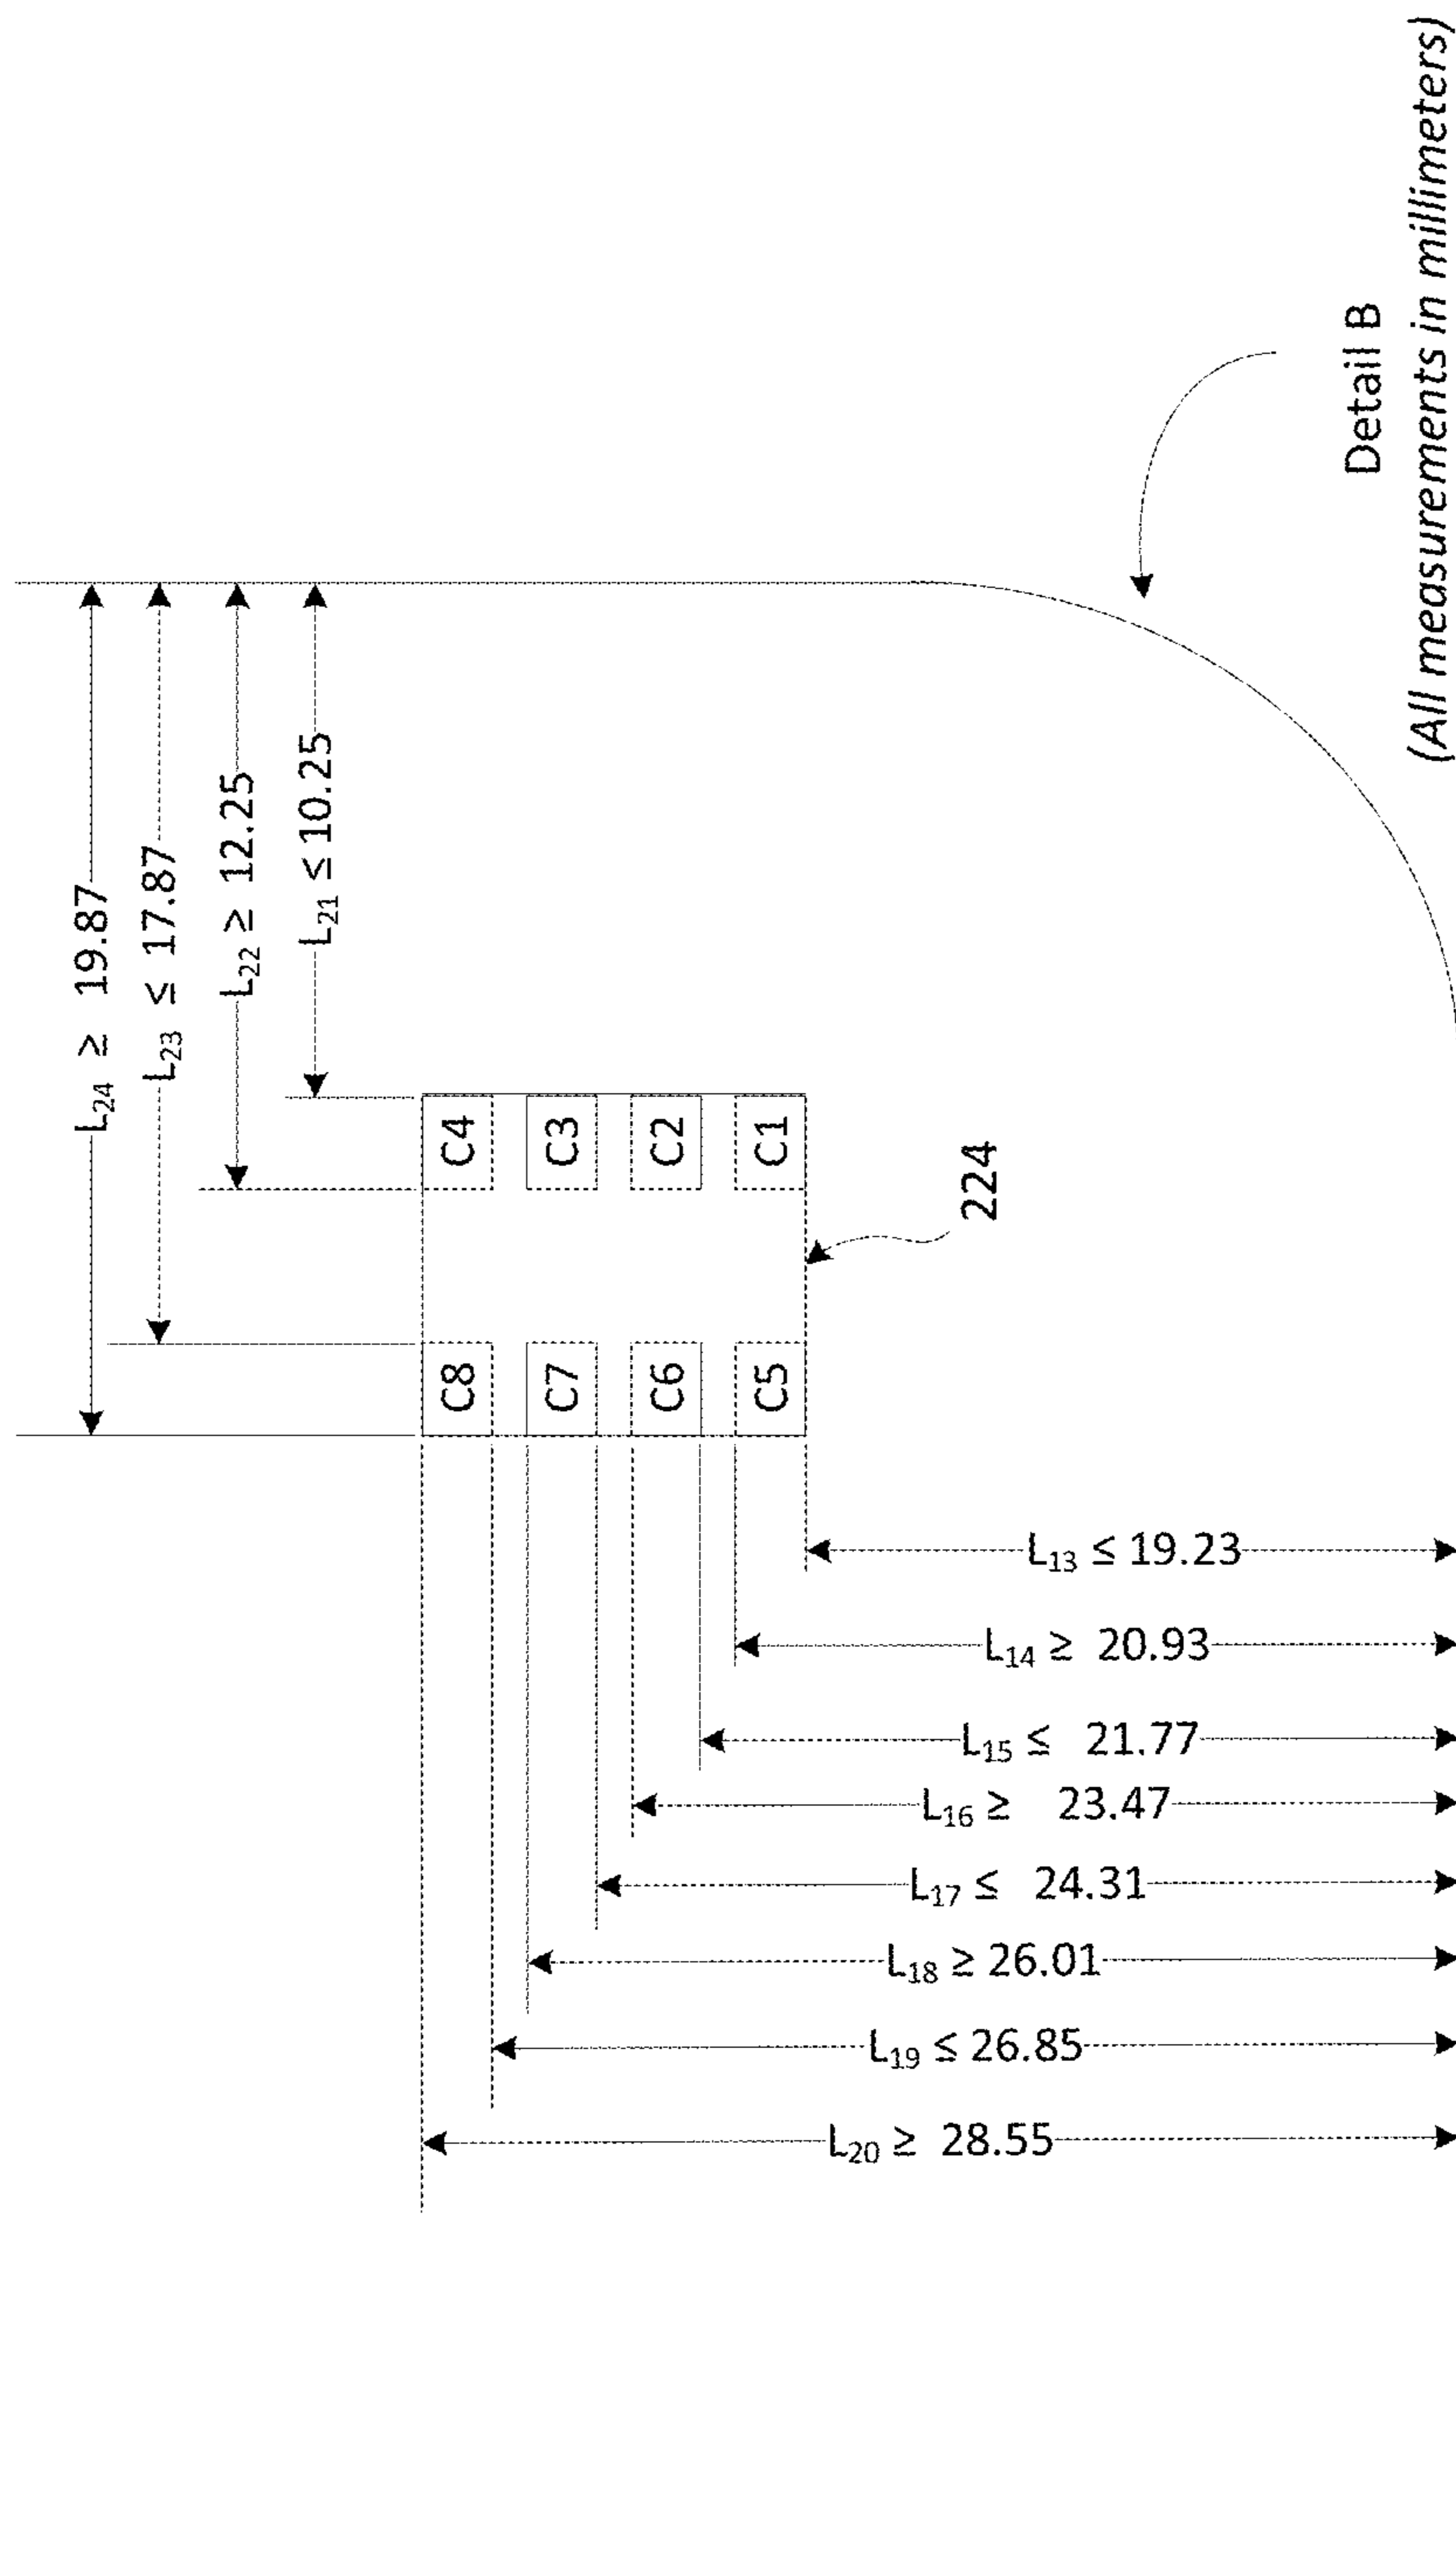 L24 ≥ 19.87
L23 ≤ 17.87
L22 ≥ 12.25
L21 ≤ 10.25
C8 C4
C7 C3
C6 C2
C5 C1
224
L13 ≤ 19.23
L14 ≥ 20.93
L15 ≤ 21.77
L16 ≥ 23.47
L17 ≤ 24.31
L18 ≥ 26.01
L19 ≤ 26.85
L20 ≥ 28.55
Detail B
(All measurements in millimeters)